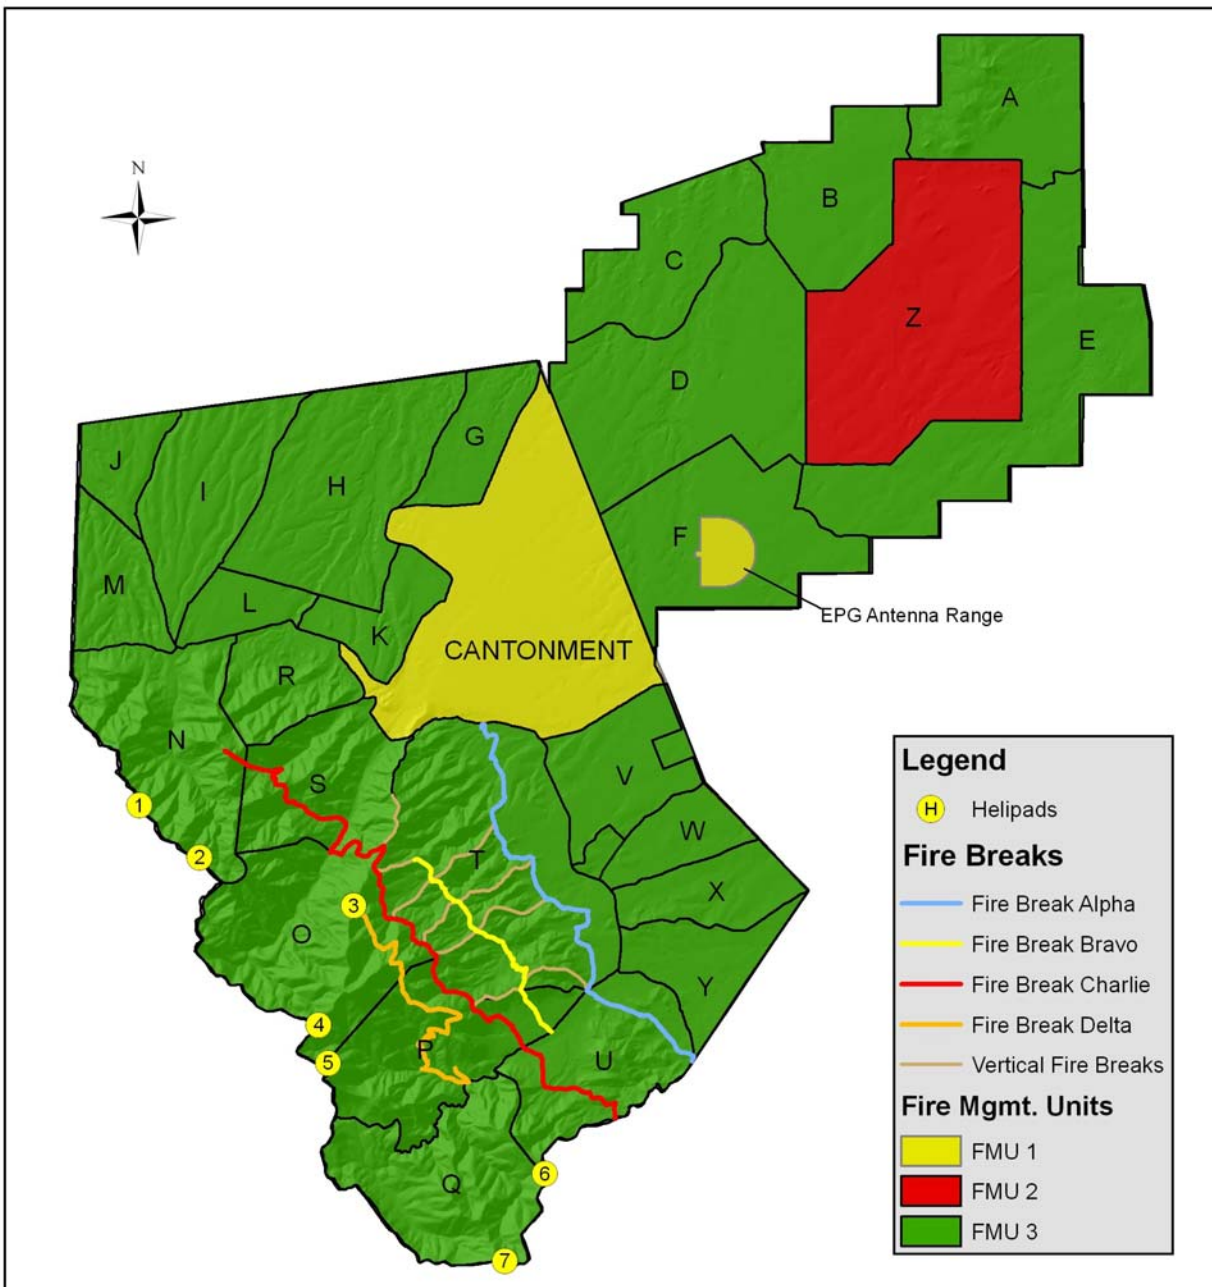 A
N
B
C
Z
E
D
G
J
I
H
F
M
L
EPG Antenna Range
K
CANTONMENT
R
N
S
V
1
W
2
T
X
3
O
Y
4
P
5
U
6
Q
7
Legend
H Helipads
Fire Breaks
Fire Break Alpha
Fire Break Bravo
Fire Break Charlie
Fire Break Delta
Vertical Fire Breaks
Fire Mgmt. Units
FMU 1
FMU 2
FMU 3